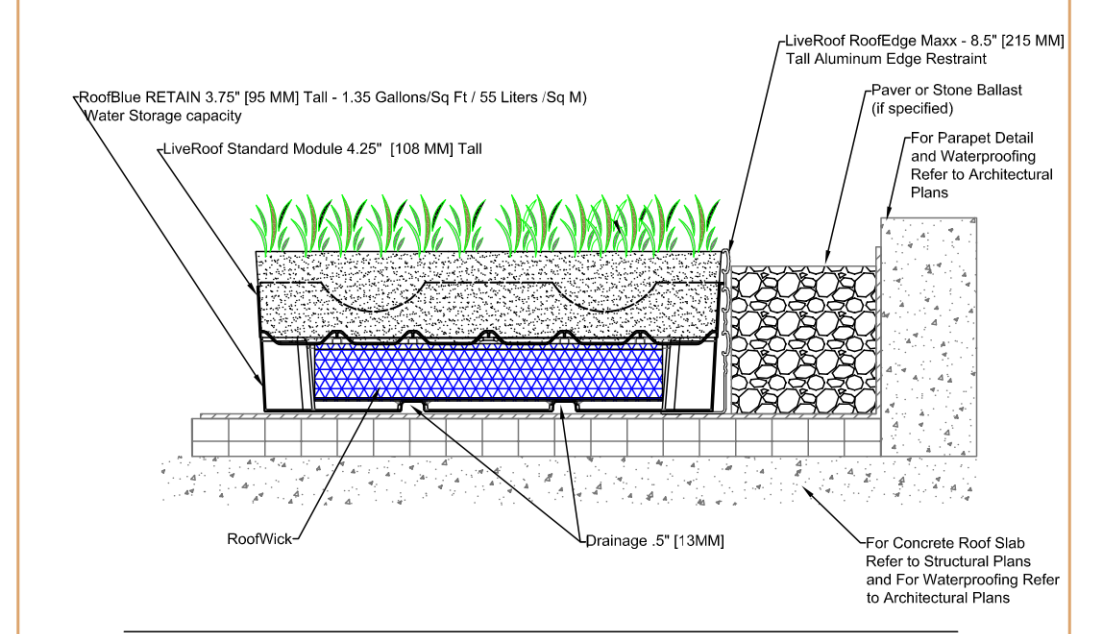 LiveRoof RoofEdge Maxx - 8.5" [215 MM]
Tall Aluminum Edge Restraint
RoofBlue RETAIN 3.75" [95 MM] Tall - 1.35 Gallons/Sq Ft / 55 Liters /Sq M)
Water Storage capacity
Paver or Stone Ballast
(if specified)
LiveRoof Standard Module 4.25" [108 MM] Tall
For Parapet Detail
and Waterproofing
Refer to Architectural
Plans
RoofWick
Drainage .5" [13MM]
For Concrete Roof Slab
Refer to Structural Plans
and For Waterproofing Refer
to Architectural Plans